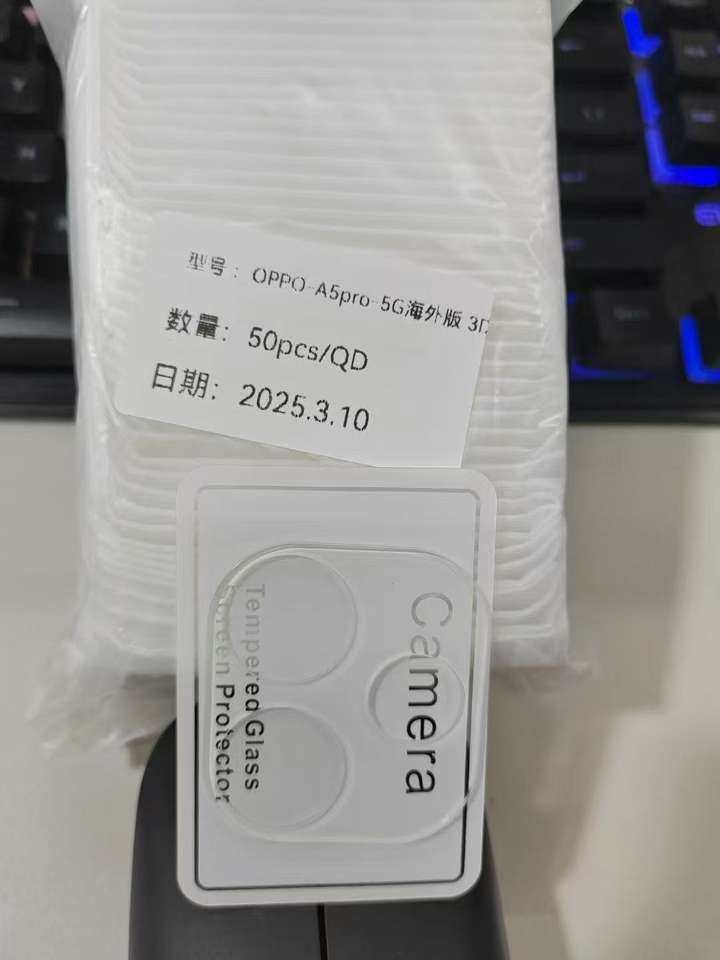 型号：OPPO-A5pro-5G海外版 3D
数量：50pcs/QD
日期：2025.3.10
Camera
Tempered Glass
Screen Protector